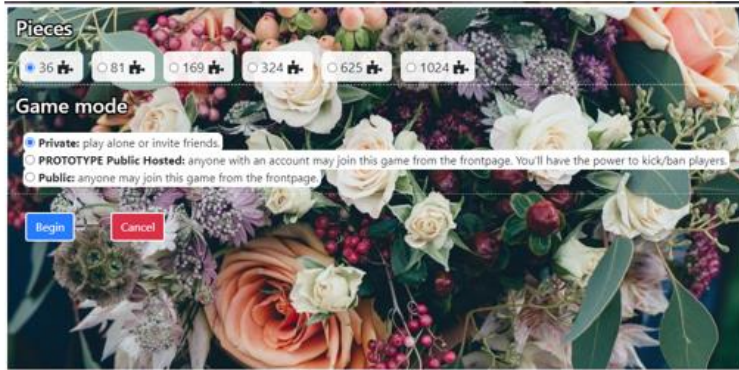 Pieces
36 81 169 324 625 1024
Game mode
Private: play alone or invite friends.
PROTOTYPE Public Hosted: anyone with an account may join this game from the frontpage. You'll have the power to kick/ban players.
Public: anyone may join this game from the frontpage.
Begin Cancel